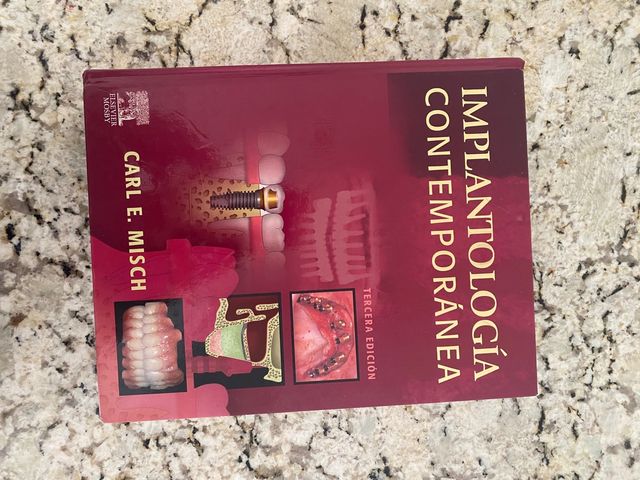 IMPLANTOLOGÍA
CONTEMPORÁNEA
TERCERA EDICIÓN
CARL E. MISCH
ELSEVIER
MOSBY